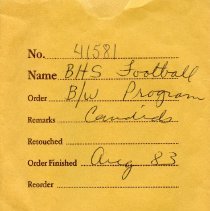 No. 41581
Name BHS Football
Order B/W Program
Remarks Candids
Retouched
Order Finished Aug 83
Reorder